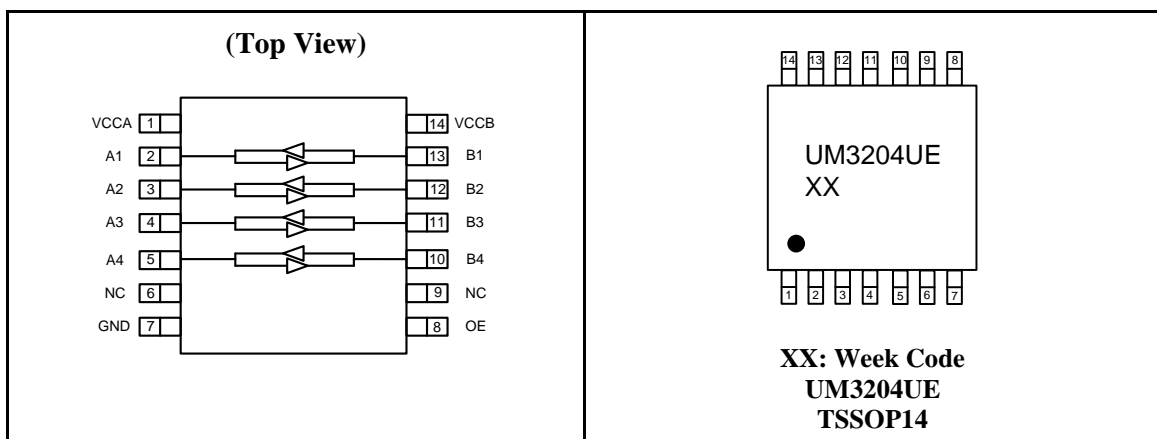 (Top View)
VCCA 1 14 VCCB
A1 2 13 B1
A2 3 12 B2
A3 4 11 B3
A4 5 10 B4
NC 6 9 NC
GND 7 8 OE
14 13 12 11 10 9 8
UM3204UE
XX
1 2 3 4 5 6 7
XX: Week Code
UM3204UE
TSSOP14